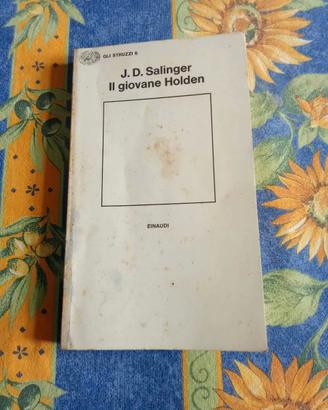 GLI STRUZZI 6
J. D. Salinger
Il giovane Holden
EINAUDI